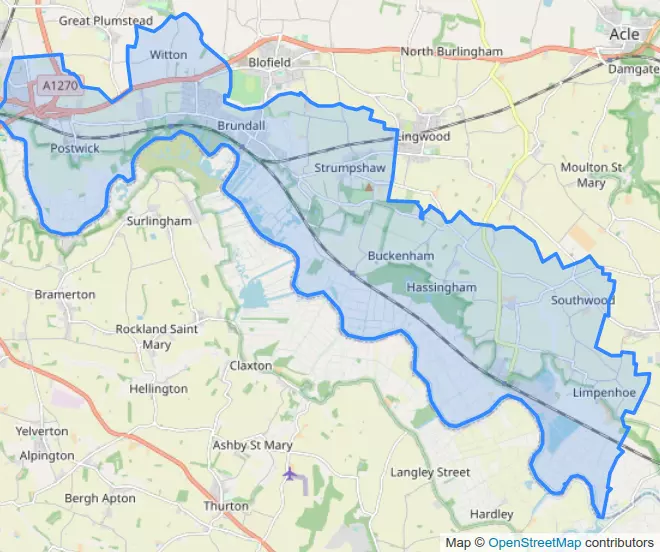 Great Plumstead
Acle
Witton
North Burlingham
Blofield
Damgate
A1270
Brundall
Lingwood
Postwick
Strumpshaw
Moulton St
Mary
Surlingham
Buckenham
Hassingham
Bramerton
Southwood
Rockland Saint
Mary
Claxton
Hellington
Limpenhoe
Yelverton
Ashby St Mary
Alpington
Langley Street
Bergh Apton
Thurton
Hardley
Map © OpenStreetMap contributors